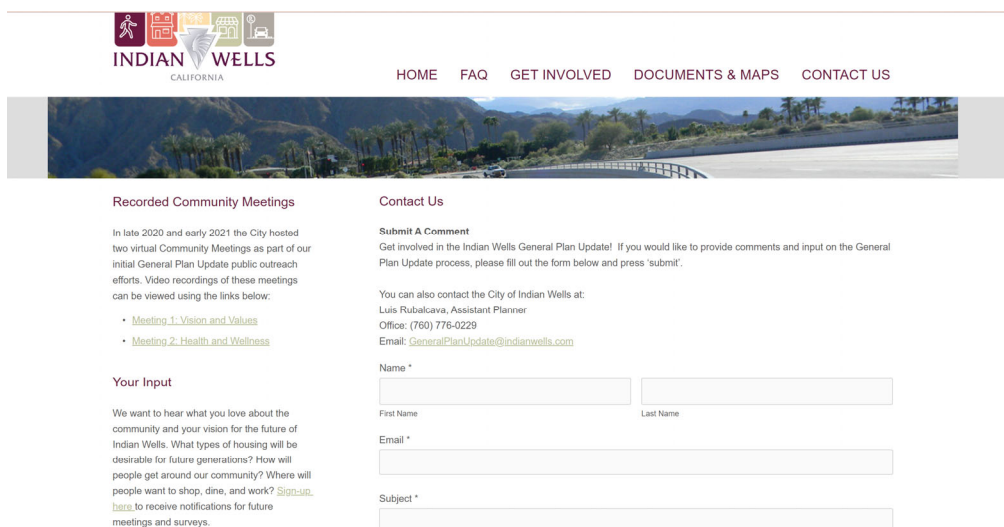 INDIAN WELLS
CALIFORNIA
HOME FAQ GET INVOLVED DOCUMENTS & MAPS CONTACT US
Recorded Community Meetings
In late 2020 and early 2021 the City hosted
two virtual Community Meetings as part of our
initial General Plan Update public outreach
efforts. Video recordings of these meetings
can be viewed using the links below:
• Meeting 1: Vision and Values
• Meeting 2: Health and Wellness
Your Input
We want to hear what you love about the
community and your vision for the future of
Indian Wells. What types of housing will be
desirable for future generations? How will
people get around our community? Where will
people want to shop, dine, and work? Sign-up
here to receive notifications for future
meetings and surveys.
Contact Us
Submit A Comment
Get involved in the Indian Wells General Plan Update! If you would like to provide comments and input on the General
Plan Update process, please fill out the form below and press ‘submit’.
You can also contact the City of Indian Wells at:
Luis Rubalcava, Assistant Planner
Office: (760) 776-0229
Email: GeneralPlanUpdate@indianwells.com
Name *
First Name Last Name
Email *
Subject *